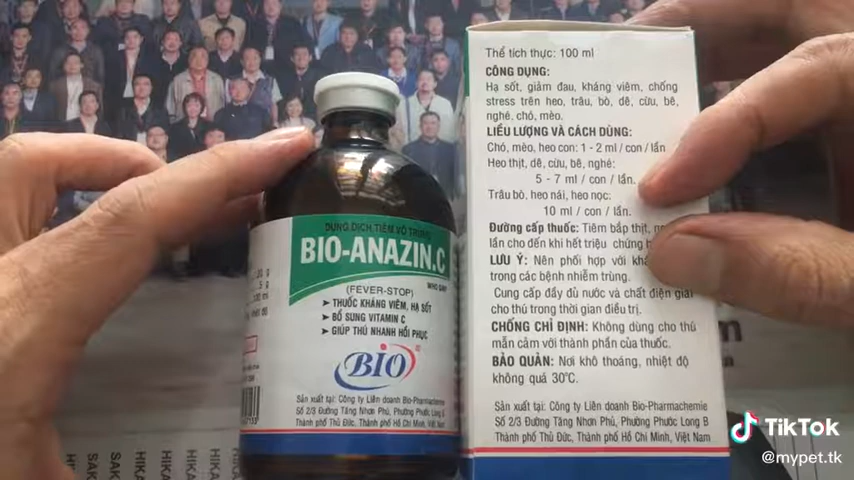 DUNG DỊCH TIÊM VÔ TRÙNG
BIO-ANAZIN.C
WHO-GMP
(FEVER-STOP)
➤ THUỐC KHÁNG VIÊM, HẠ SỐT
➤ BỔ SUNG VITAMIN C
➤ GIÚP THÚ NHANH HỒI PHỤC
BIO
Sản xuất tại: Công ty Liên doanh Bio-Pharmachemie
Số 2/3 Đường Tăng Nhơn Phú, Phường Phước Long
Thành phố Thủ Đức, Thành phố Hồ Chí Minh, Việt Nam
Thể tích thực: 100 ml
CÔNG DỤNG:
Hạ sốt, giảm đau, kháng viêm, chống
stress trên heo, trâu, bò, dê, cừu, bê,
nghé, chó, mèo.
LIỀU LƯỢNG VÀ CÁCH DÙNG:
Chó, mèo, heo con: 1 - 2 ml / con / lần
Heo thịt, dê, cừu, bê, nghé:
5 - 7 ml / con / lần.
Trâu bò, heo nái, heo nọc:
10 ml / con / lần.
Đường cấp thuốc: Tiêm bắp thịt,
lần cho đến khi hết triệu chứng
LƯU Ý: Nên phối hợp với
trong các bệnh nhiễm trùng.
Cung cấp đầy đủ nước và chất điện giải
cho thú trong thời gian điều trị.
CHỐNG CHỈ ĐỊNH: Không dùng cho thú
mẫn cảm với thành phần của thuốc.
BẢO QUẢN: Nơi khô thoáng, nhiệt độ
không quá 30℃.
Sản xuất tại: Công ty Liên doanh Bio-Pharmachemie
Số 2/3 Đường Tăng Nhơn Phú, Phường Phước Long B
Thành phố Thủ Đức, Thành phố Hồ Chí Minh, Việt Nam
TikTok
@mypet.tk